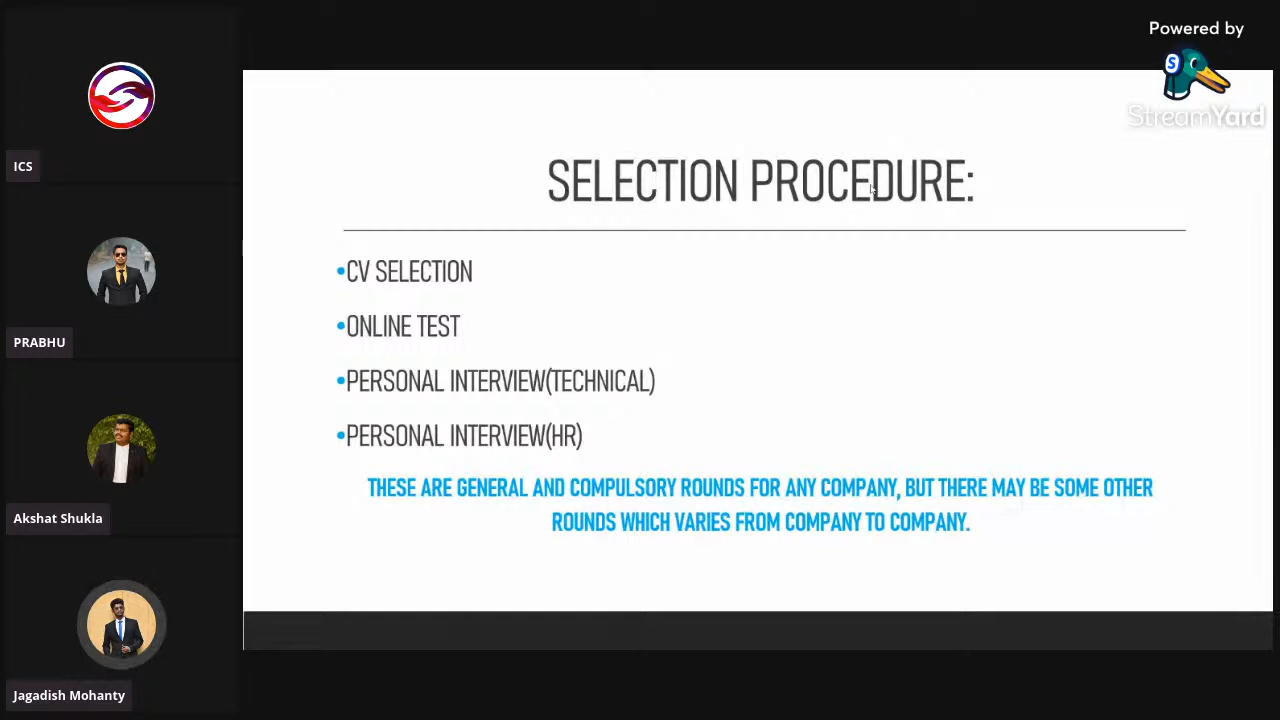 Powered by
StreamYard
ICS
PRABHU
Akshat Shukla
Jagadish Mohanty
SELECTION PROCEDURE:
•CV SELECTION
•ONLINE TEST
•PERSONAL INTERVIEW(TECHNICAL)
•PERSONAL INTERVIEW(HR)
THESE ARE GENERAL AND COMPULSORY ROUNDS FOR ANY COMPANY, BUT THERE MAY BE SOME OTHER
ROUNDS WHICH VARIES FROM COMPANY TO COMPANY.